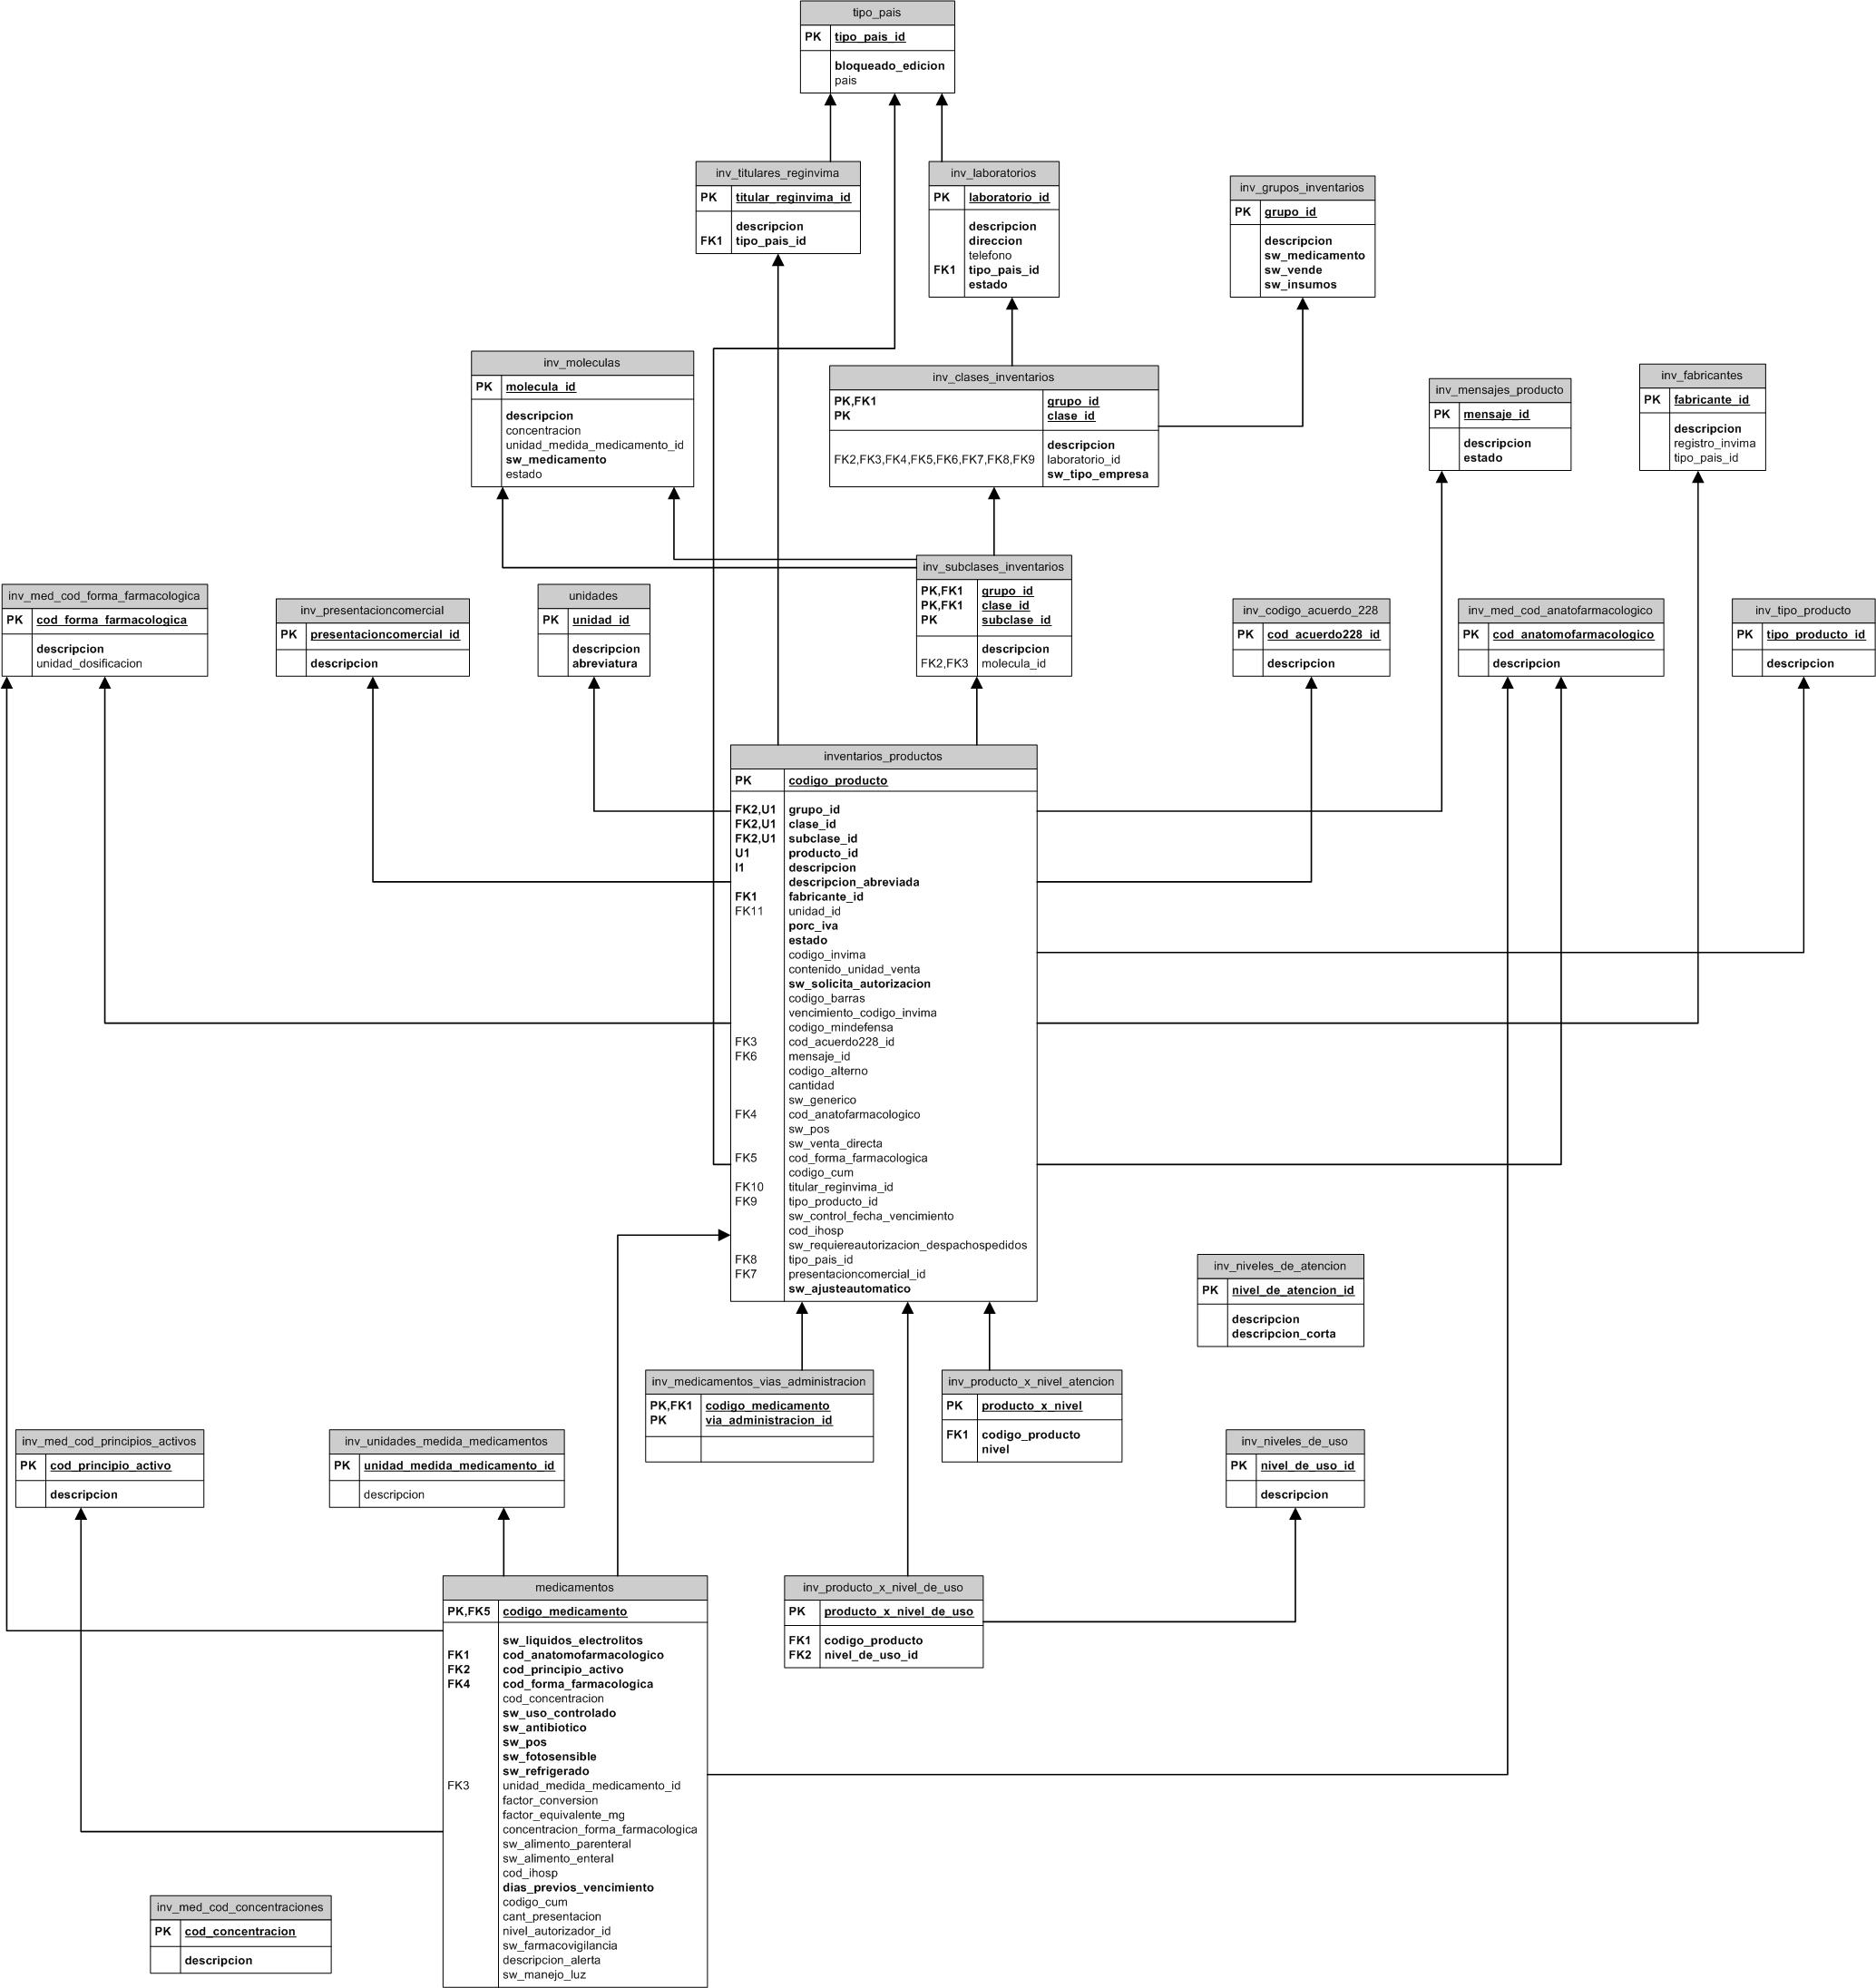 tipo_pais
PK tipo_pais_id
bloqueado_edicion
pais
inv_titulares_reginvima
PK titular_reginvima_id
descripcion
FK1 tipo_pais_id
inv_laboratorios
PK laboratorio_id
descripcion
direccion
telefono
FK1 tipo_pais_id
estado
inv_grupos_inventarios
PK grupo_id
descripcion
sw_medicamento
sw_vende
sw_insumos
inv_moleculas
PK molecula_id
descripcion
concentracion
unidad_medida_medicamento_id
sw_medicamento
estado
inv_clases_inventarios
PK,FK1 grupo_id
PK clase_id
descripcion
FK2,FK3,FK4,FK5,FK6,FK7,FK8,FK9 laboratorio_id
sw_tipo_empresa
inv_mensajes_producto
PK mensaje_id
descripcion
estado
inv_fabricantes
PK fabricante_id
descripcion
registro_invima
tipo_pais_id
inv_med_cod_forma_farmacologica
PK cod_forma_farmacologica
descripcion
unidad_dosificacion
inv_presentacioncomercial
PK presentacioncomercial_id
descripcion
unidades
PK unidad_id
descripcion
abreviatura
inv_subclases_inventarios
PK,FK1 grupo_id
PK,FK1 clase_id
PK subclase_id
descripcion
FK2,FK3 molecula_id
inv_codigo_acuerdo_228
PK cod_acuerdo228_id
descripcion
inv_med_cod_anatofarmacologico
PK cod_anatomofarmacologico
descripcion
inv_tipo_producto
PK tipo_producto_id
descripcion
inventarios_productos
PK codigo_producto
FK2,U1 grupo_id
FK2,U1 clase_id
FK2,U1 subclase_id
U1 producto_id
I1 descripcion
descripcion_abreviada
FK1 fabricante_id
FK11 unidad_id
porc_iva
estado
codigo_invima
contenido_unidad_venta
sw_solicita_autorizacion
codigo_barras
vencimiento_codigo_invima
codigo_mindefensa
FK3 cod_acuerdo228_id
FK6 mensaje_id
codigo_alterno
cantidad
sw_generico
FK4 cod_anatofarmacologico
sw_pos
sw_venta_directa
FK5 cod_forma_farmacologica
codigo_cum
FK10 titular_reginvima_id
FK9 tipo_producto_id
sw_control_fecha_vencimiento
cod_ihosp
sw_requiereautorizacion_despachospedidos
FK8 tipo_pais_id
FK7 presentacioncomercial_id
sw_ajusteautomatico
inv_niveles_de_atencion
PK nivel_de_atencion_id
descripcion
descripcion_corta
inv_medicamentos_vias_administracion
PK,FK1 codigo_medicamento
PK via_administracion_id
inv_producto_x_nivel_atencion
PK producto_x_nivel
FK1 codigo_producto
nivel
inv_med_cod_principios_activos
PK cod_principio_activo
descripcion
inv_unidades_medida_medicamentos
PK unidad_medida_medicamento_id
descripcion
inv_niveles_de_uso
PK nivel_de_uso_id
descripcion
medicamentos
PK,FK5 codigo_medicamento
sw_liquidos_electrolitos
FK1 cod_anatomofarmacologico
FK2 cod_principio_activo
FK4 cod_forma_farmacologica
cod_concentracion
sw_uso_controlado
sw_antibiotico
sw_pos
sw_fotosensible
sw_refrigerado
FK3 unidad_medida_medicamento_id
factor_conversion
factor_equivalente_mg
concentracion_forma_farmacologica
sw_alimento_parenteral
sw_alimento_enteral
cod_ihosp
dias_previos_vencimiento
codigo_cum
cant_presentacion
nivel_autorizador_id
sw_farmacovigilancia
descripcion_alerta
sw_manejo_luz
inv_producto_x_nivel_de_uso
PK producto_x_nivel_de_uso
FK1 codigo_producto
FK2 nivel_de_uso_id
inv_med_cod_concentraciones
PK cod_concentracion
descripcion